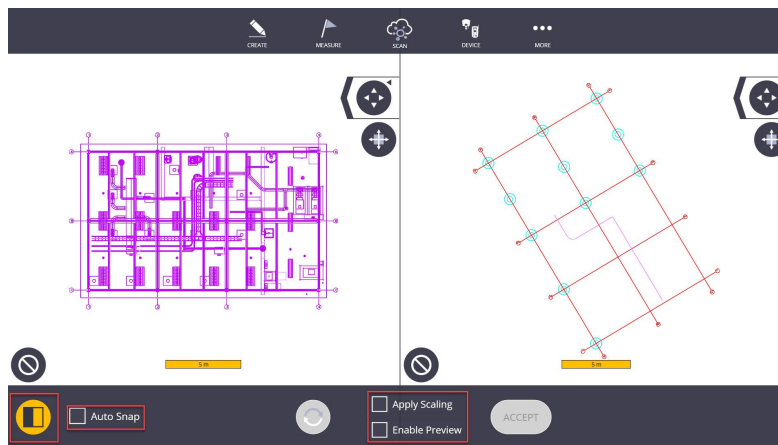 CREATE
MEASURE
SCAN
DEVICE
MORE
5 m
5 m
Auto Snap
Apply Scaling
Enable Preview
ACCEPT